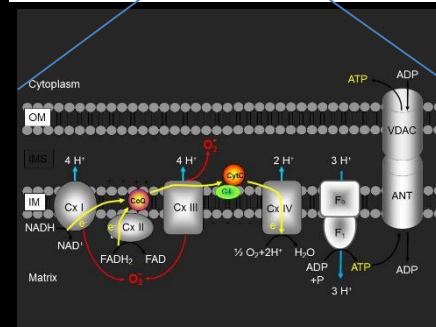 Cytoplasm
ATP
ADP
OM
VDAC
O₂⁻
IMS
4 H⁺
4 H⁺
2 H⁺
3 H⁺
CytC
IM
Cx I
CoQ
Cx III
Cx IV
F₀
ANT
e
e
e
Cx II
F₁
NADH
NAD⁺
FADH₂
FAD
½ O₂+2H⁺
H₂O
ADP
+P
ATP
ADP
Matrix
O₂⁻
3 H⁺